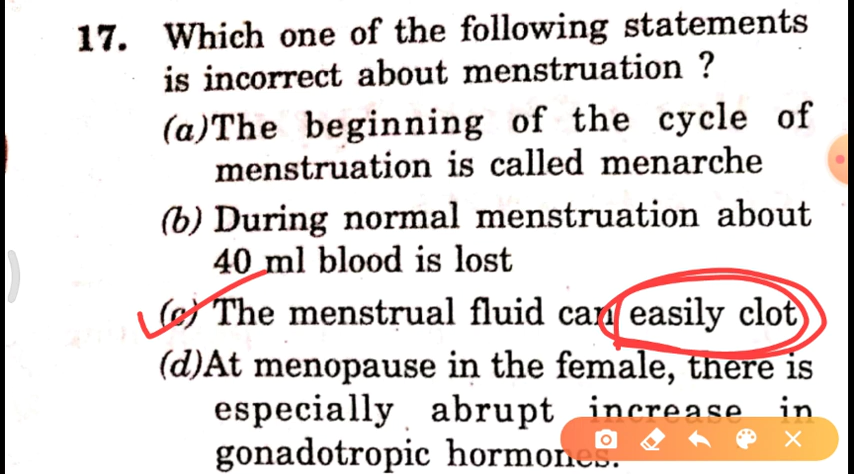 17. Which one of the following statements
is incorrect about menstruation ?
(a)The beginning of the cycle of
menstruation is called menarche
(b) During normal menstruation about
40 ml blood is lost
(c) The menstrual fluid can easily clot
(d)At menopause in the female, there is
especially abrupt increase in
gonadotropic hormones.